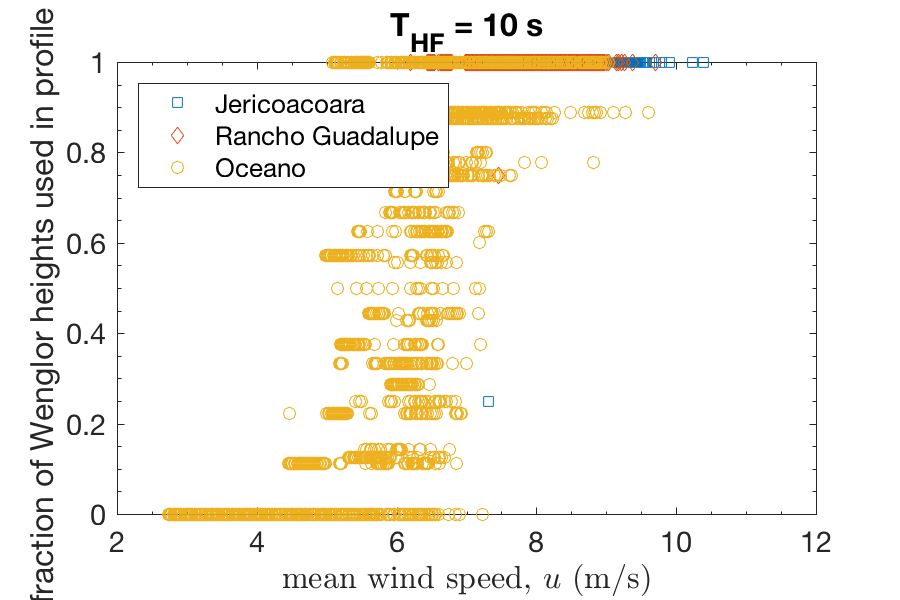 T_HF = 10 s
fraction of Wenglor heights used in profile
1
0.8
0.6
0.4
0.2
0
Jericoacoara
Rancho Guadalupe
Oceano
2 4 6 8 10 12
mean wind speed, u (m/s)